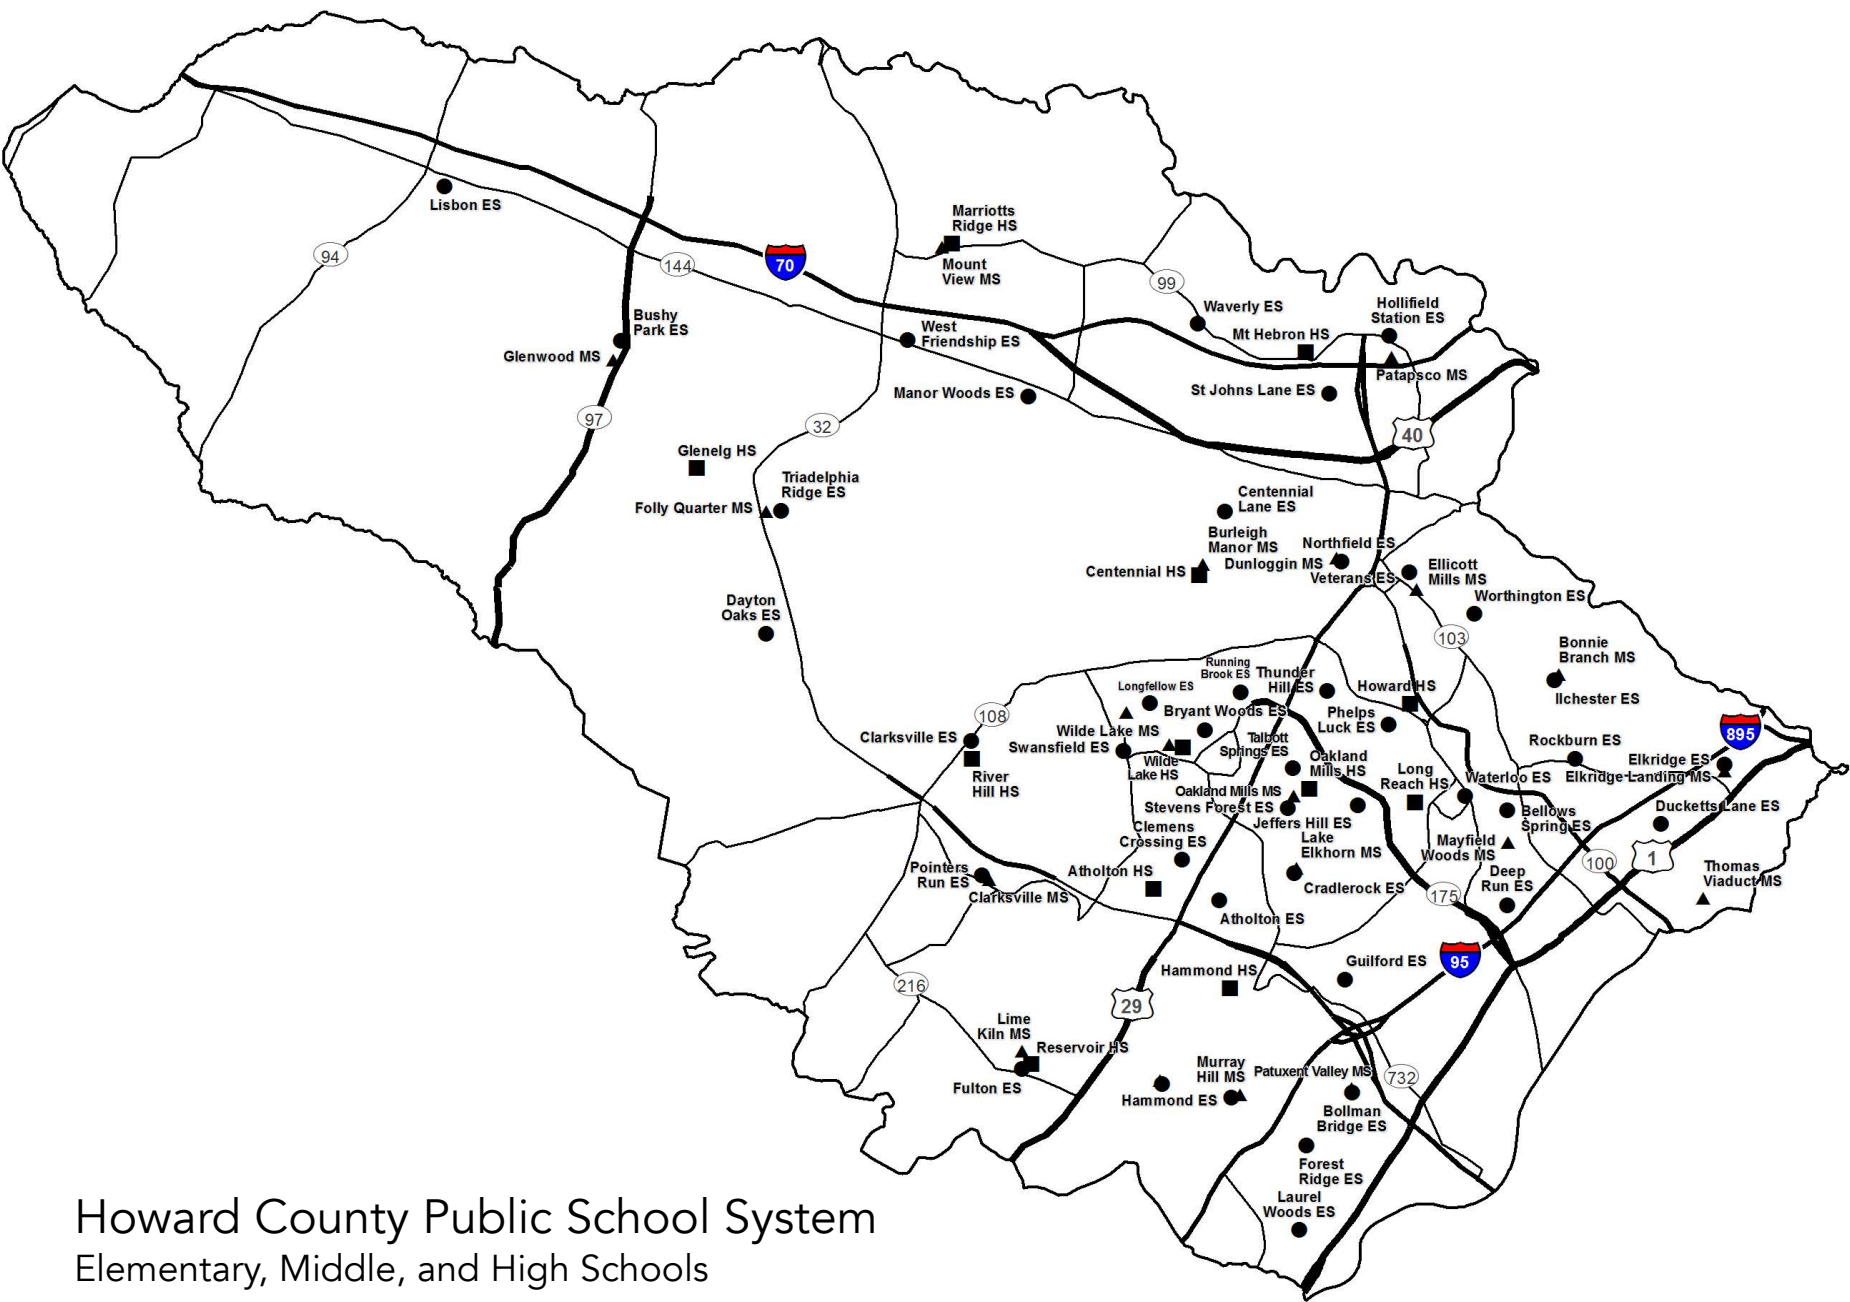 Marriotts
Ridge HS
Lisbon ES
94
144
70
Mount
View MS
99
Waverly ES
Hollifield
Station ES
Bushy
Park ES
West
Friendship ES
Mt Hebron HS
Glenwood MS
Patapsco MS
Manor Woods ES
St Johns Lane ES
97
32
40
Glenelg HS
Triadelphia
Ridge ES
Folly Quarter MS
Centennial
Lane ES
Burleigh
Manor MS
Northfield ES
Dunloggin MS
Centennial HS
Veterans ES
Ellicott
Mills MS
Worthington ES
Dayton
Oaks ES
103
Bonnie
Branch MS
Ilchester ES
Running
Brook ES
Thunder
Hill ES
Longfellow ES
Howard HS
Bryant Woods ES
Phelps
Luck ES
108
Wilde Lake MS
Clarksville ES
Swansfield ES
Talbott
Springs ES
895
Rockburn ES
Wilde
Lake HS
Oakland
Mills HS
Elkridge ES
Elkridge Landing MS
River
Hill HS
Long
Reach HS
Waterloo ES
Oakland Mills MS
Stevens Forest ES
Ducketts Lane ES
Bellows
Spring ES
Jeffers Hill ES
Clemens
Crossing ES
Lake
Elkhorn MS
Mayfield
Woods MS
100
1
Pointers
Run ES
Atholton HS
Deep
Run ES
Thomas
Viaduct MS
Clarksville MS
Cradlerock ES
175
Atholton ES
95
Guilford ES
Hammond HS
216
29
Lime
Kiln MS
Reservoir HS
Fulton ES
Murray
Hill MS
Patuxent Valley MS
732
Hammond ES
Bollman
Bridge ES
Forest
Ridge ES
Laurel
Woods ES
Howard County Public School System
Elementary, Middle, and High Schools